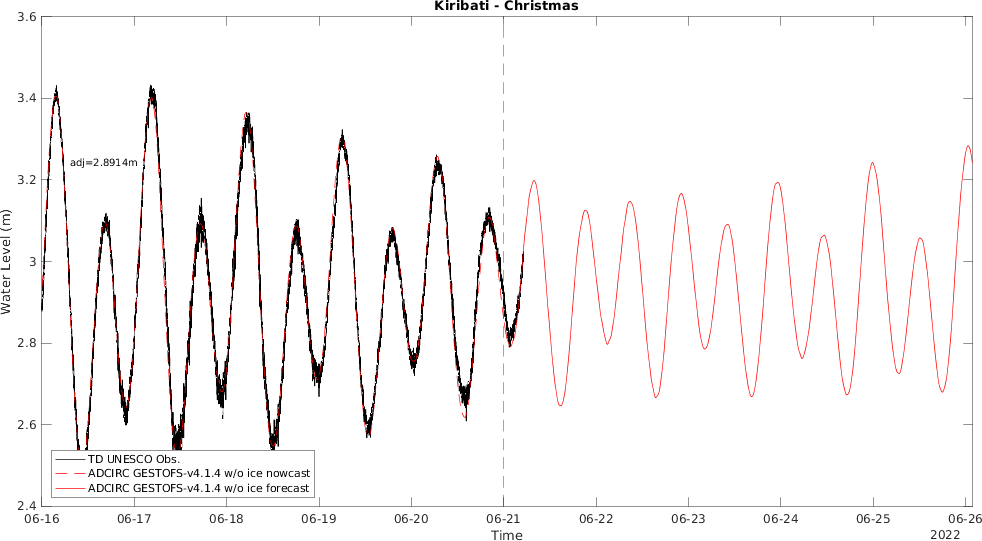 Kiribati - Christmas
3.6
3.4
3.2
3
2.8
2.6
2.4
Water Level (m)
adj=2.8914m
TD UNESCO Obs.
ADCIRC GESTOFS-v4.1.4 w/o ice nowcast
ADCIRC GESTOFS-v4.1.4 w/o ice forecast
06-16 06-17 06-18 06-19 06-20 06-21 06-22 06-23 06-24 06-25 06-26
Time
2022